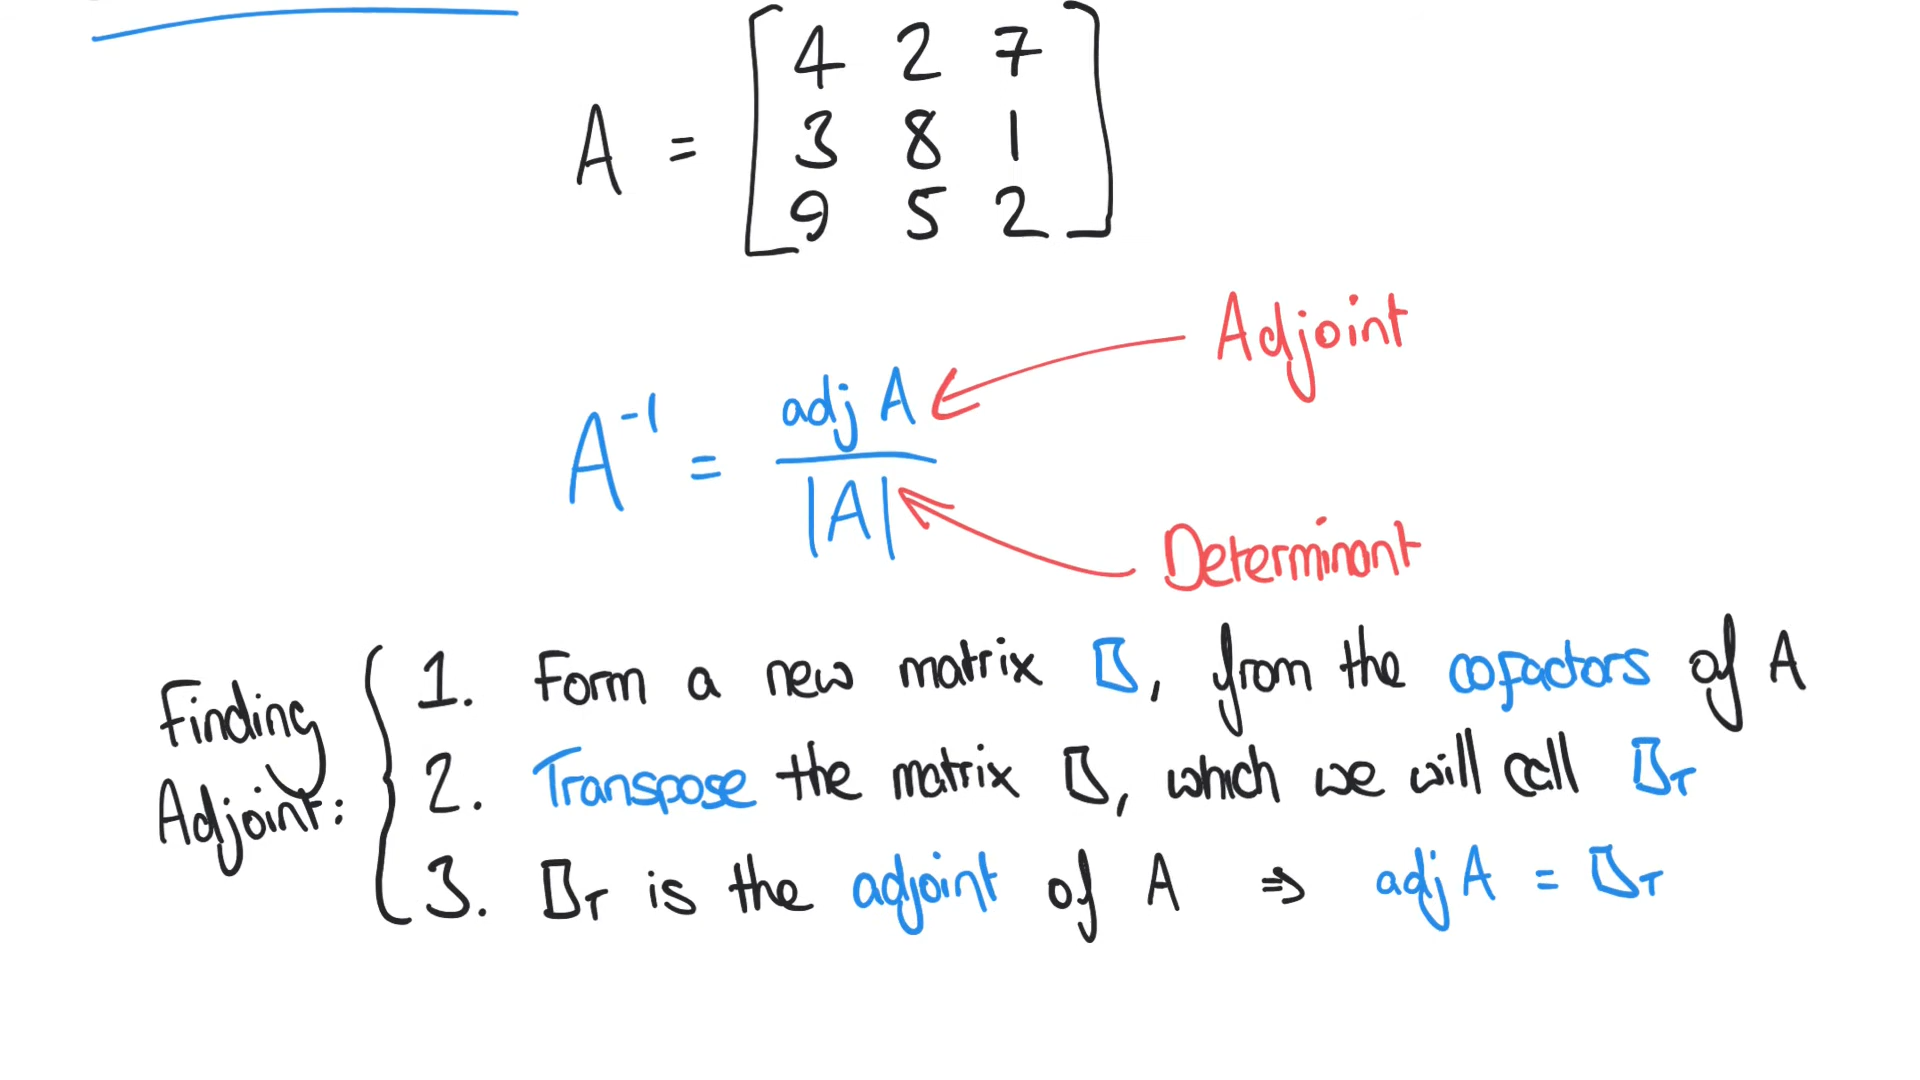 A = [4 2 7
3 8 1
9 5 2]
Adjoint
A⁻¹ = adj A / |A|
Determinant
Finding Adjoint:
1. Form a new matrix B, from the cofactors of A
2. Transpose the matrix B, which we will call B_T
3. B_T is the adjoint of A ⇒ adj A = B_T